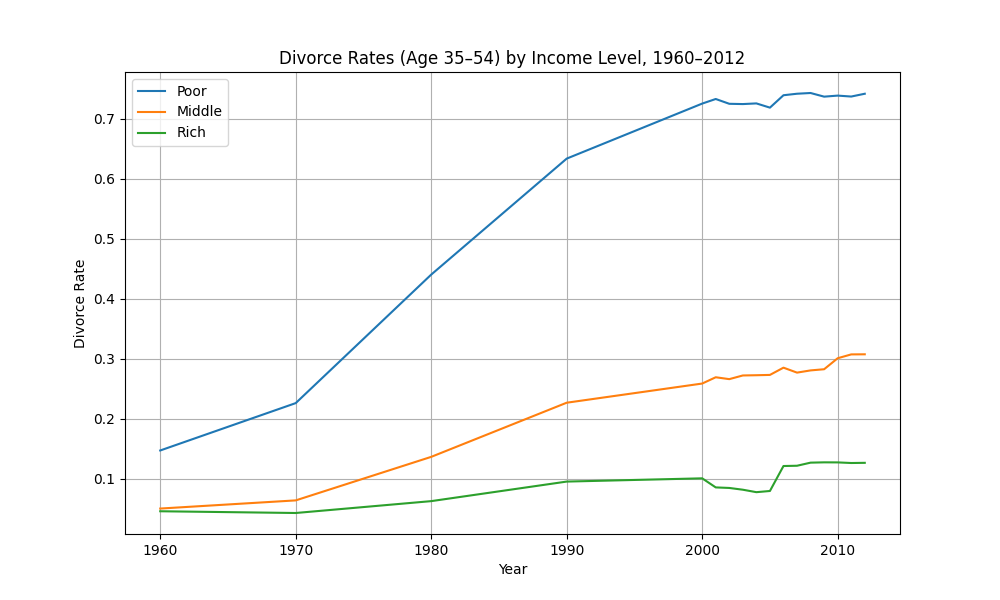 Divorce Rates (Age 35–54) by Income Level, 1960–2012
Poor
Middle
Rich
0.7
0.6
0.5
0.4
0.3
0.2
0.1
Divorce Rate
1960 1970 1980 1990 2000 2010
Year